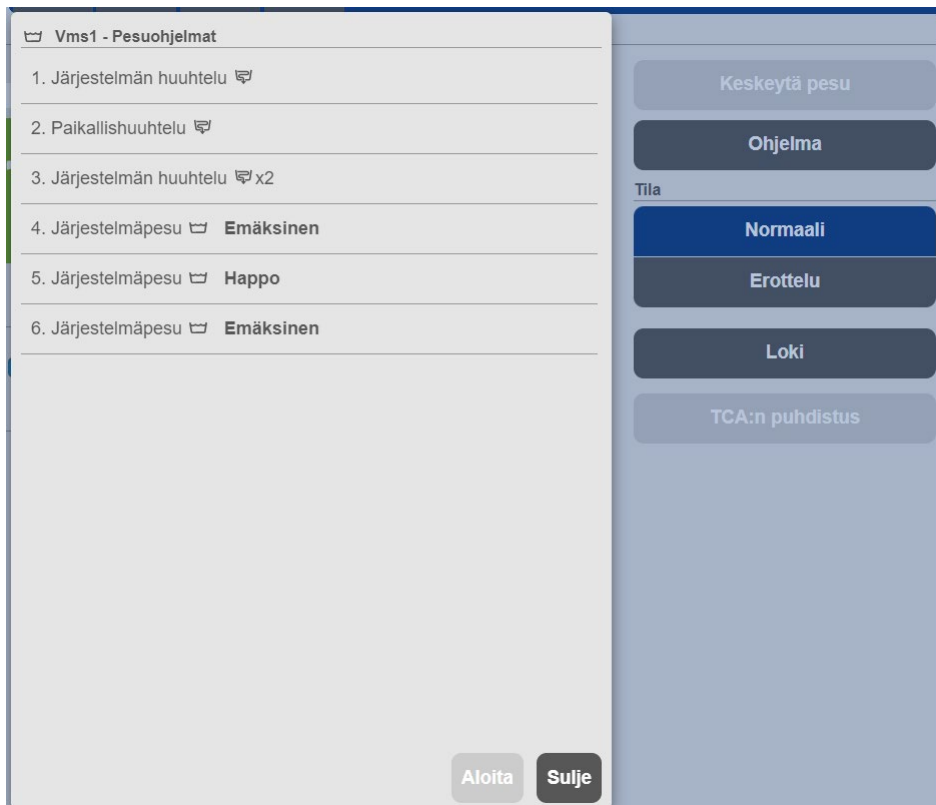 Vms1 - Pesuohjelmat
1. Järjestelmän huuhtelu
2. Paikallishuuhtelu
3. Järjestelmän huuhtelu x2
4. Järjestelmäpesu Emäksinen
5. Järjestelmäpesu Happo
6. Järjestelmäpesu Emäksinen
Aloita Sulje
Keskeytä pesu
Ohjelma
Tila
Normaali
Erottelu
Loki
TCA:n puhdistus